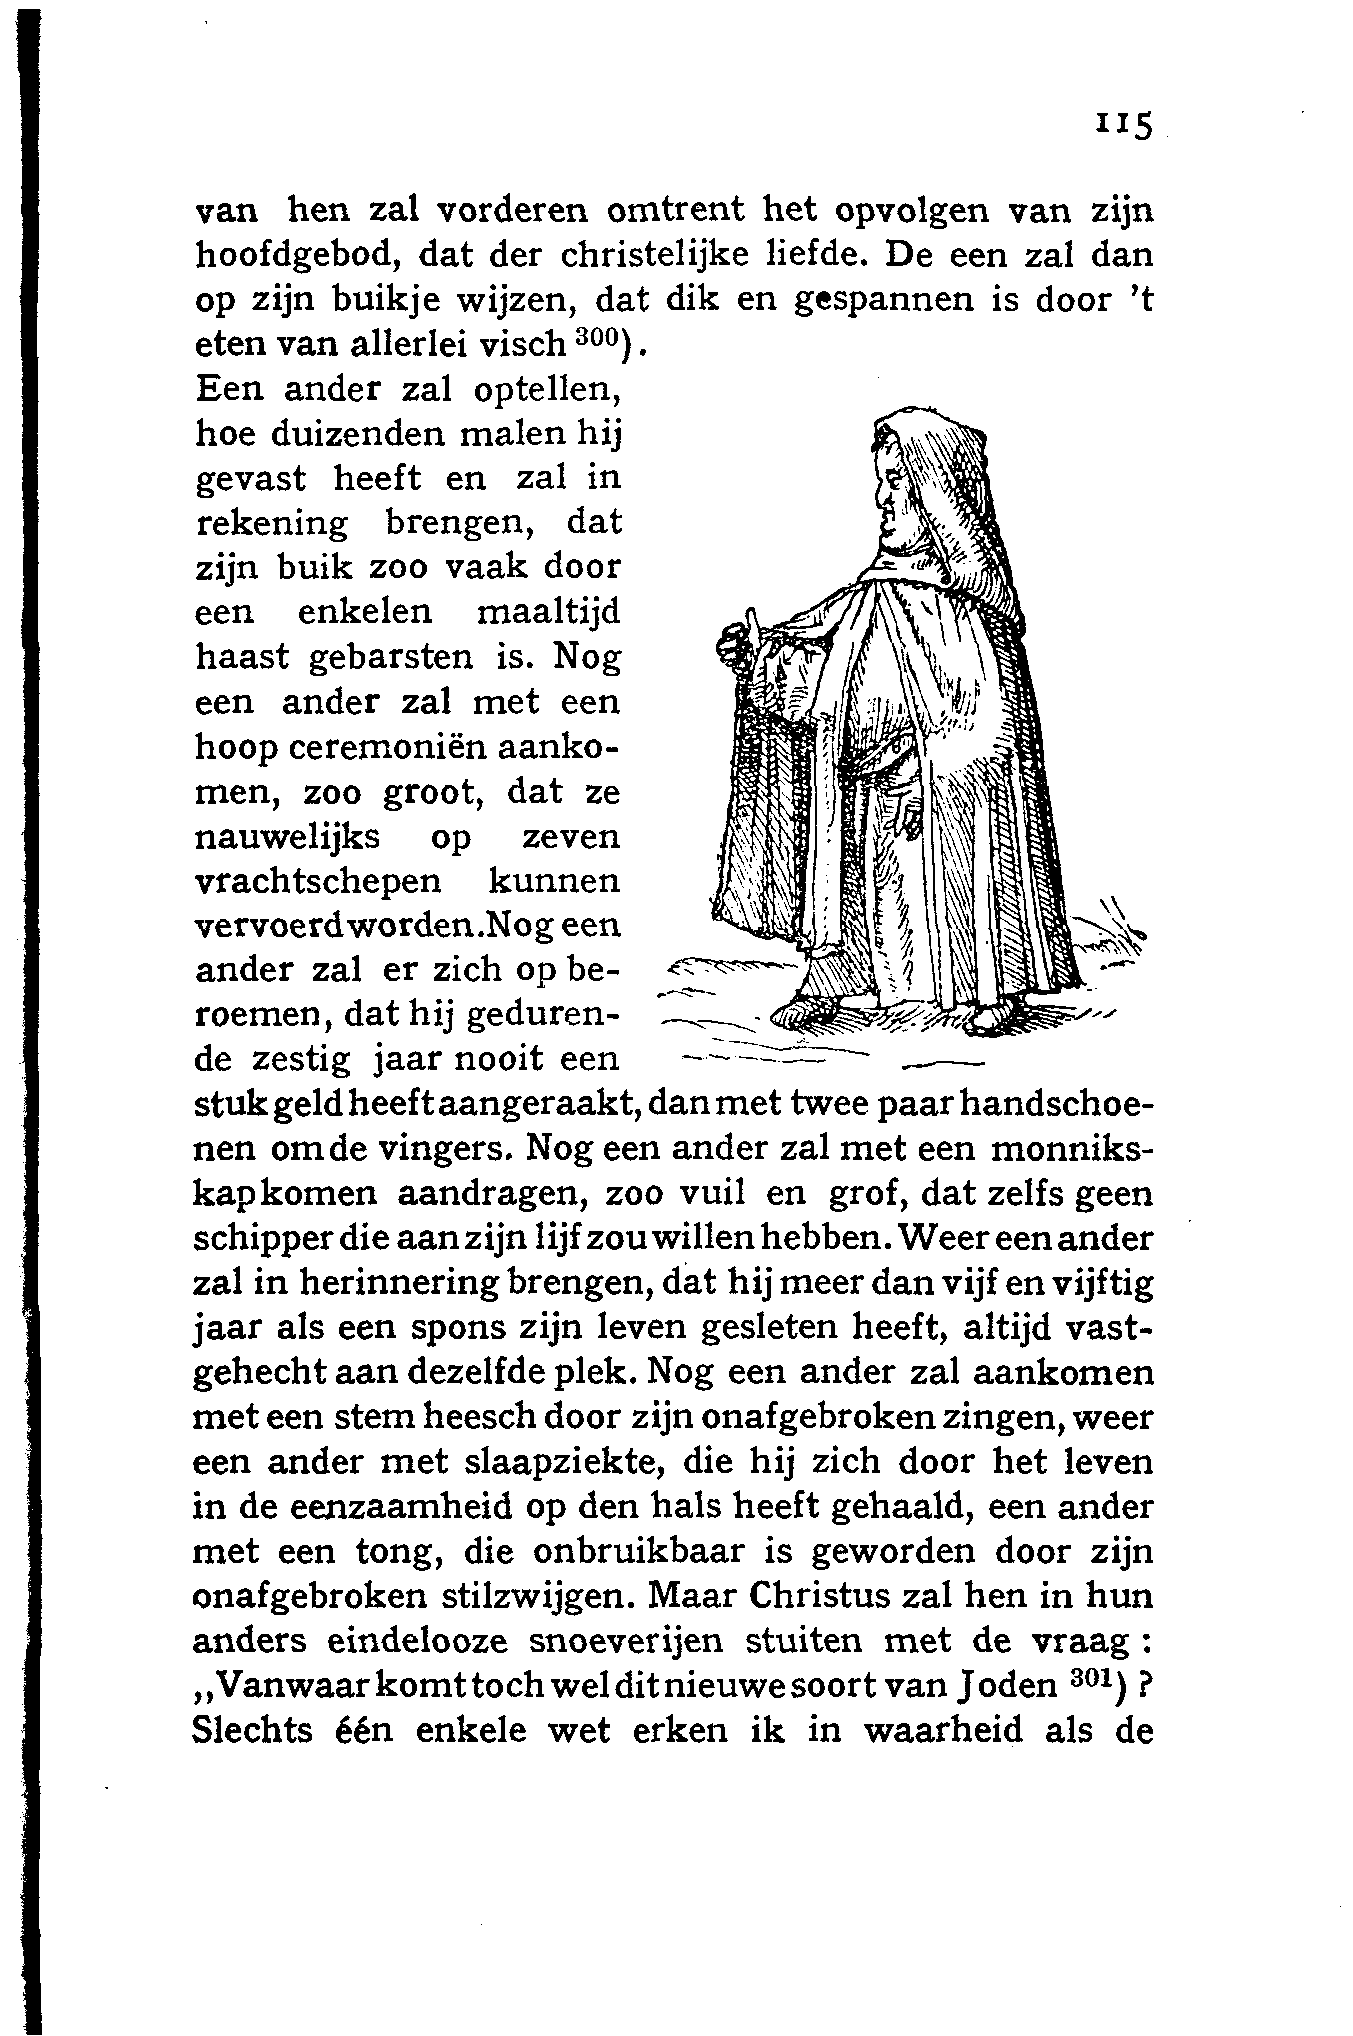 115
van hen zal vorderen omtrent het opvolgen van zijn
hoofdgebod, dat der christelijke liefde. De een zal dan
op zijn buikje wijzen, dat dik en gespannen is door 't
eten van allerlei visch 300).
Een ander zal optellen,
hoe duizenden malen hij
gevast heeft en zal in
rekening brengen, dat
zijn buik zoo vaak door
een enkelen maaltijd
haast gebarsten is. Nog
een ander zal met een
hoop ceremoniën aanko-
men, zoo groot, dat ze
nauwelijks op zeven
vrachtschepen kunnen
vervoerd worden. Nog een
ander zal er zich op be-
roemen, dat hij geduren-
de zestig jaar nooit een
stuk geld heeft aangeraakt, dan met twee paar handschoe-
nen om de vingers. Nog een ander zal met een monniks-
kap komen aandragen, zoo vuil en grof, dat zelfs geen
schipper die aan zijn lijf zou willen hebben. Weer een ander
zal in herinnering brengen, dat hij meer dan vijf en vijftig
jaar als een spons zijn leven gesleten heeft, altijd vast-
gehecht aan dezelfde plek. Nog een ander zal aankomen
met een stem heesch door zijn onafgebroken zingen, weer
een ander met slaapziekte, die hij zich door het leven
in de eenzaamheid op den hals heeft gehaald, een ander
met een tong, die onbruikbaar is geworden door zijn
onafgebroken stilzwijgen. Maar Christus zal hen in hun
anders eindelooze snoeverijen stuiten met de vraag :
,,Vanwaar komt toch wel dit nieuwe soort van Joden 301) ?
Slechts één enkele wet erken ik in waarheid als de